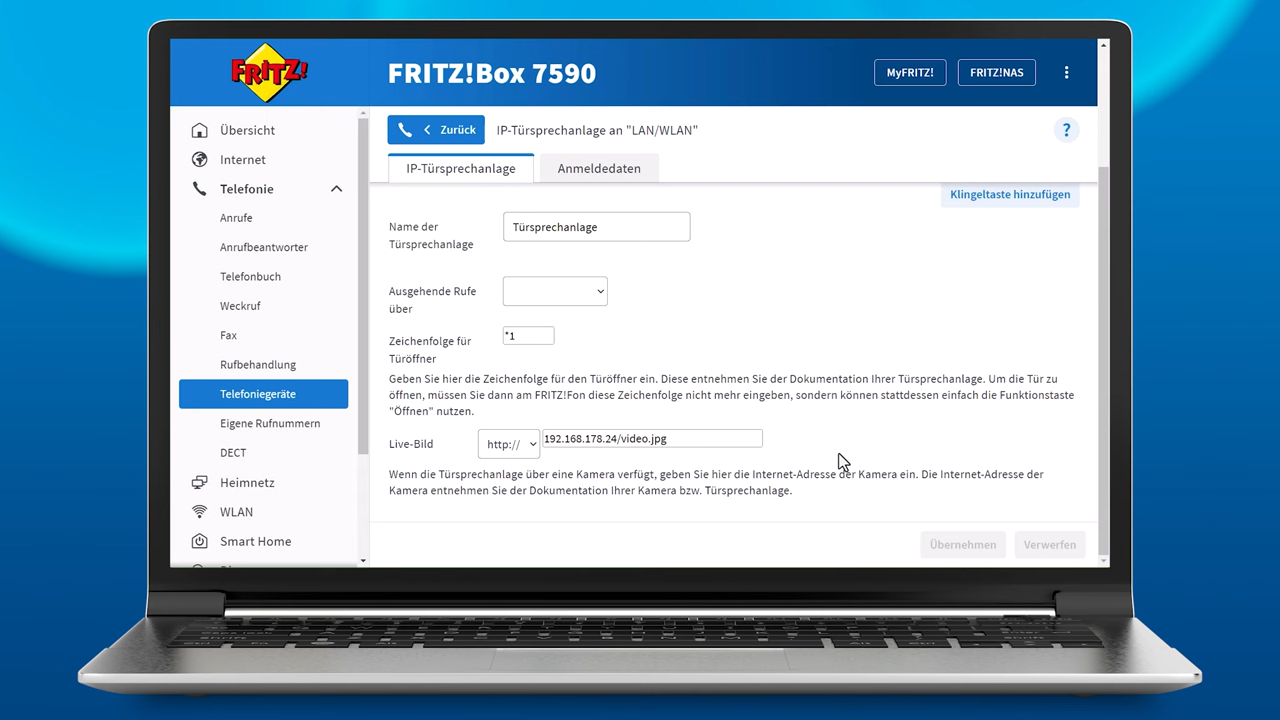 FRITZ!
FRITZ!Box 7590
MyFRITZ!
FRITZ!NAS
Übersicht
Internet
Telefonie
Anrufe
Anrufbeantworter
Telefonbuch
Weckruf
Fax
Rufbehandlung
Telefoniegeräte
Eigene Rufnummern
DECT
Heimnetz
WLAN
Smart Home
Zurück
IP-Türsprechanlage an "LAN/WLAN"
?
IP-Türsprechanlage
Anmeldedaten
Klingeltaste hinzufügen
Name der
Türsprechanlage
Türsprechanlage
Ausgehende Rufe
über
Zeichenfolge für
Türöffner
*1
Geben Sie hier die Zeichenfolge für den Türöffner ein. Diese entnehmen Sie der Dokumentation Ihrer Türsprechanlage. Um die Tür zu
öffnen, müssen Sie dann am FRITZ!Fon diese Zeichenfolge nicht mehr eingeben, sondern können stattdessen einfach die Funktionstaste
"Öffnen" nutzen.
Live-Bild
http://
192.168.178.24/video.jpg
Wenn die Türsprechanlage über eine Kamera verfügt, geben Sie hier die Internet-Adresse der Kamera ein. Die Internet-Adresse der
Kamera entnehmen Sie der Dokumentation Ihrer Kamera bzw. Türsprechanlage.
Übernehmen
Verwerfen